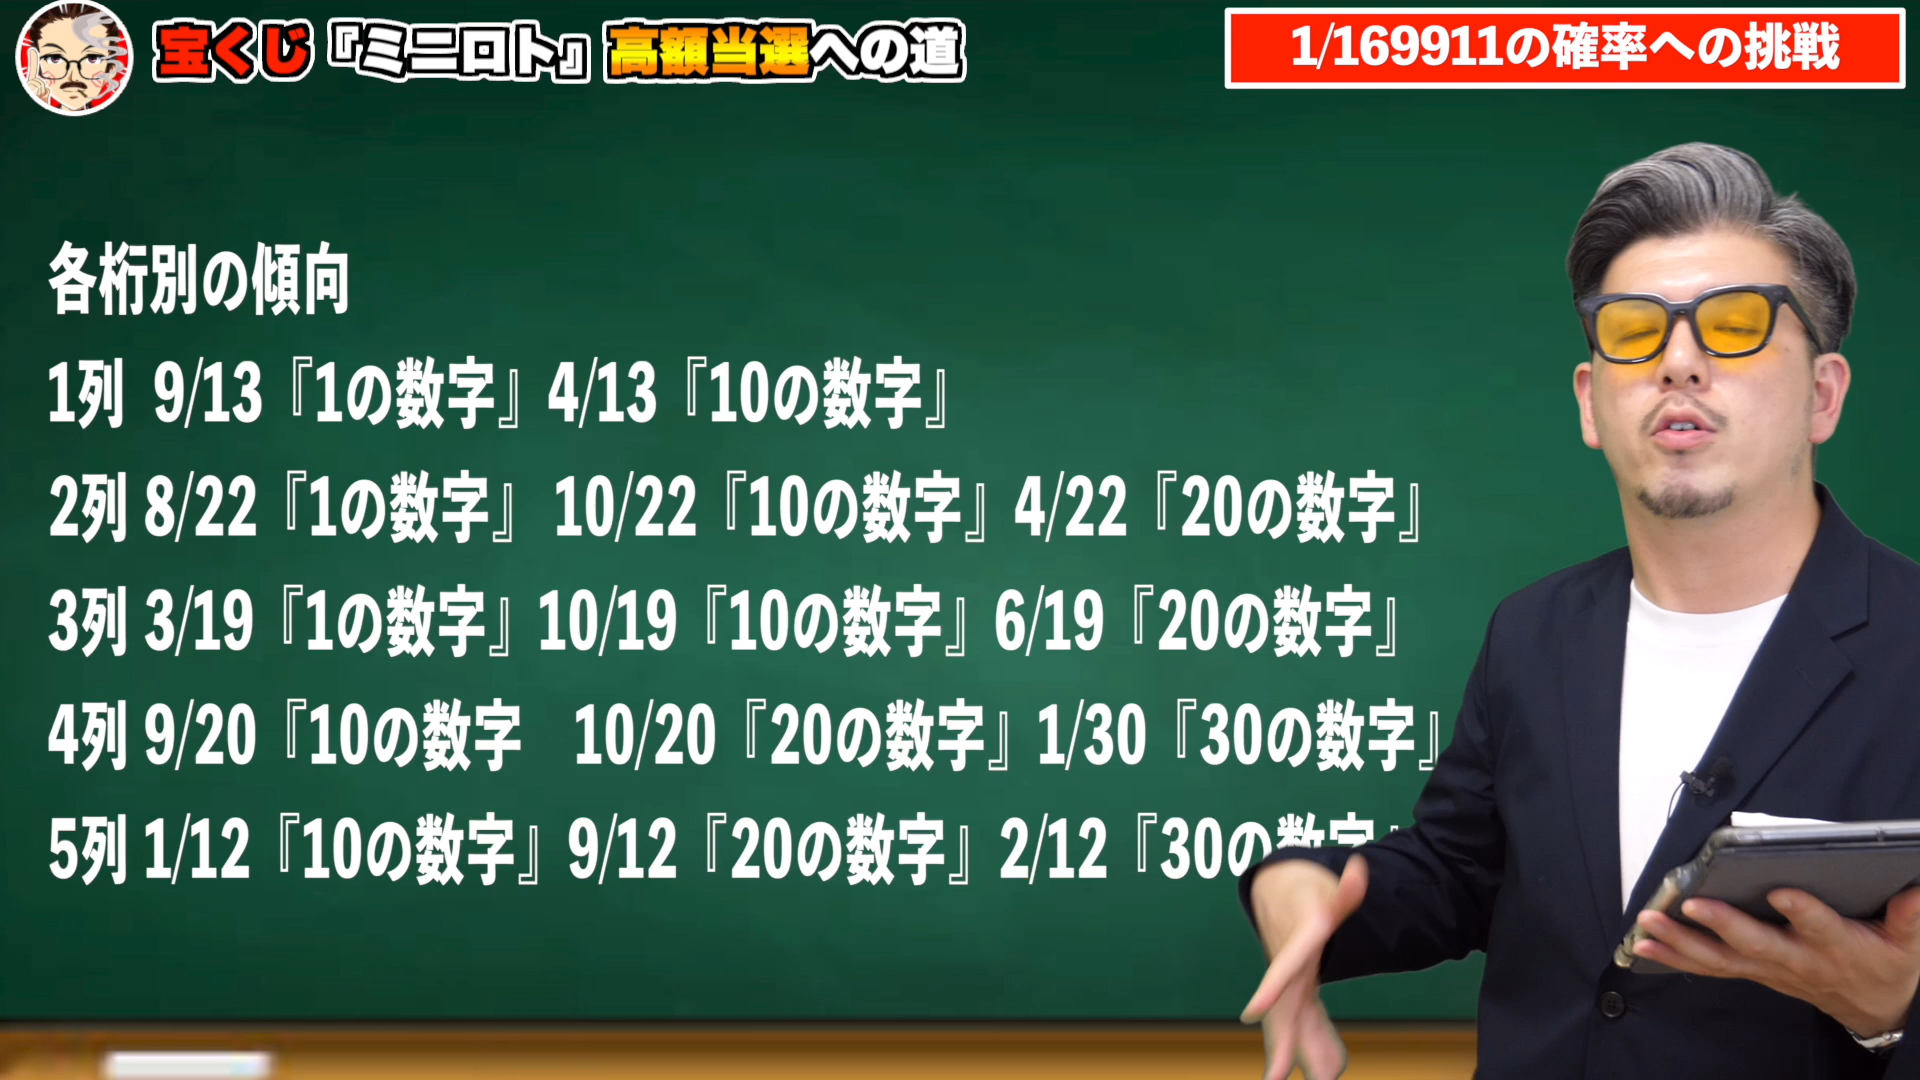 宝くじ『ミニロト』高額当選への道
1/169911の確率への挑戦
各桁別の傾向
1列 9/13『1の数字』4/13『10の数字』
2列 8/22『1の数字』 10/22『10の数字』4/22『20の数字』
3列 3/19『1の数字』10/19『10の数字』6/19『20の数字』
4列 9/20『10の数字　10/20『20の数字』1/30『30の数字』
5列 1/12『10の数字』9/12『20の数字』2/12『30の数字』